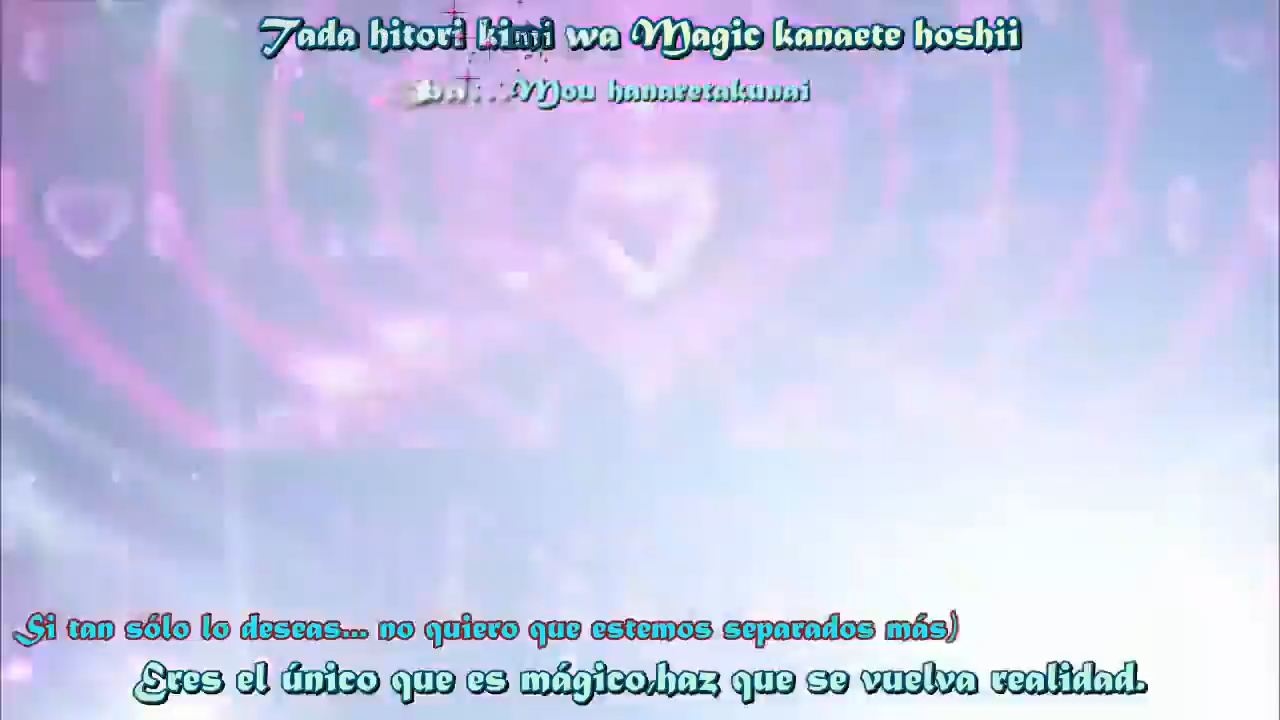 Tada hitori kimi wa Magic kanaete hoshii
Mou hanaretakunai
Si tan sólo lo deseas... no quiero que estemos separados más)
Eres el único que es mágico,haz que se vuelva realidad.